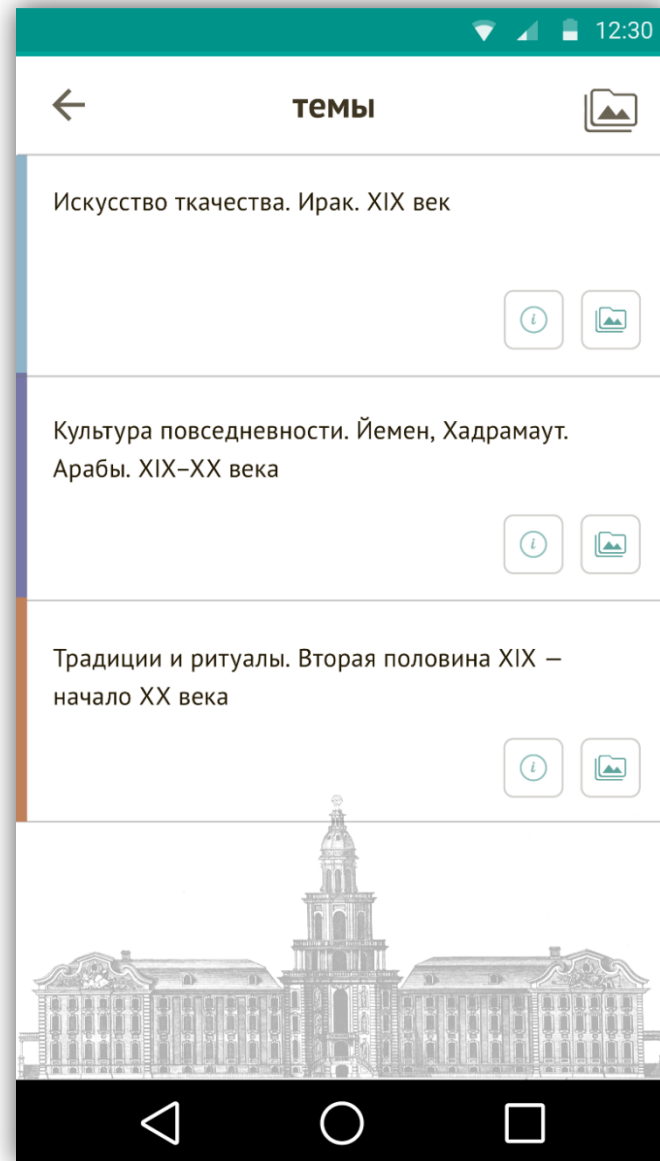 12:30
темы
Искусство ткачества. Ирак. XIX век
Культура повседневности. Йемен, Хадрамаут.
Арабы. XIX–XX века
Традиции и ритуалы. Вторая половина XIX —
начало XX века